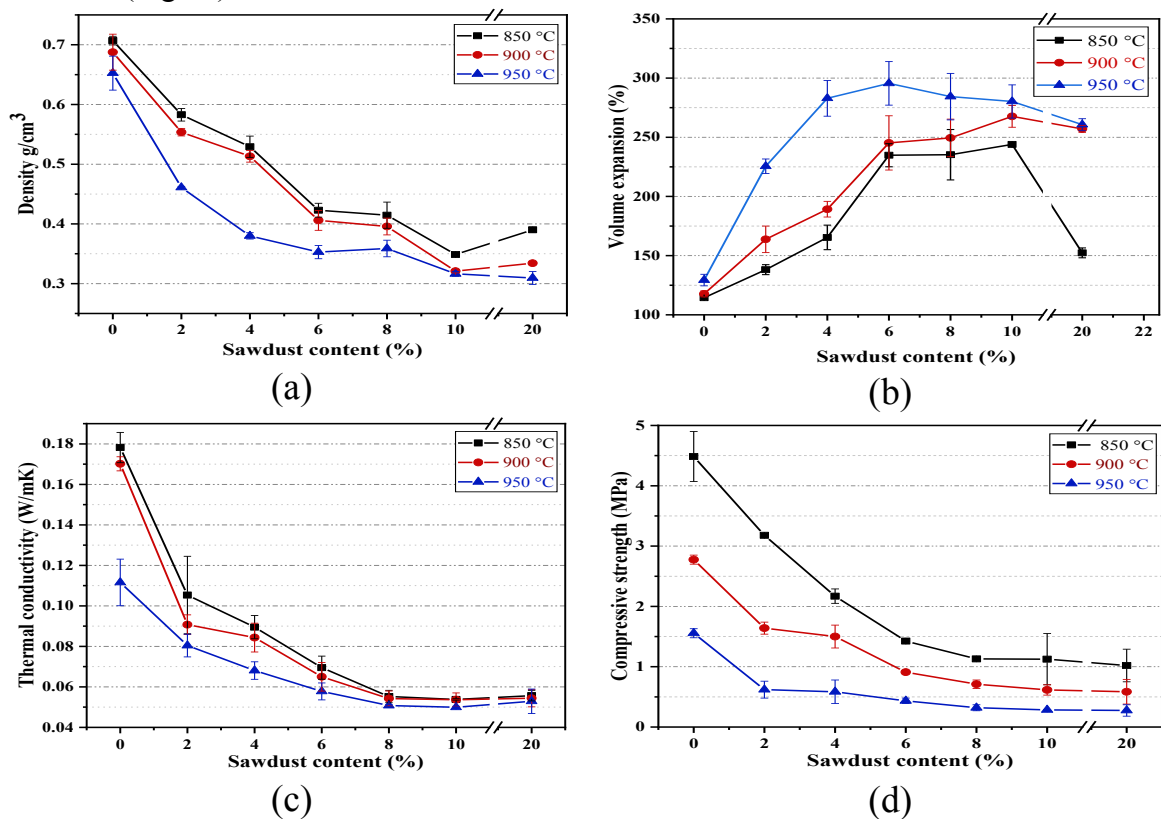 0.7
0.6
0.5
0.4
0.3
Density g/cm³
0 2 4 6 8 10 20
Sawdust content (%)
850 °C
900 °C
950 °C
(a)
350
300
250
200
150
100
Volume expansion (%)
0 2 4 6 8 10 20 22
Sawdust content (%)
850 °C
900 °C
950 °C
(b)
0.18
0.16
0.14
0.12
0.10
0.08
0.06
0.04
Thermal conductivity (W/mK)
0 2 4 6 8 10 20
Sawdust content (%)
850 °C
900 °C
950 °C
(c)
5
4
3
2
1
0
Compressive strength (MPa)
0 2 4 6 8 10 20
Sawdust content (%)
850 °C
900 °C
950 °C
(d)